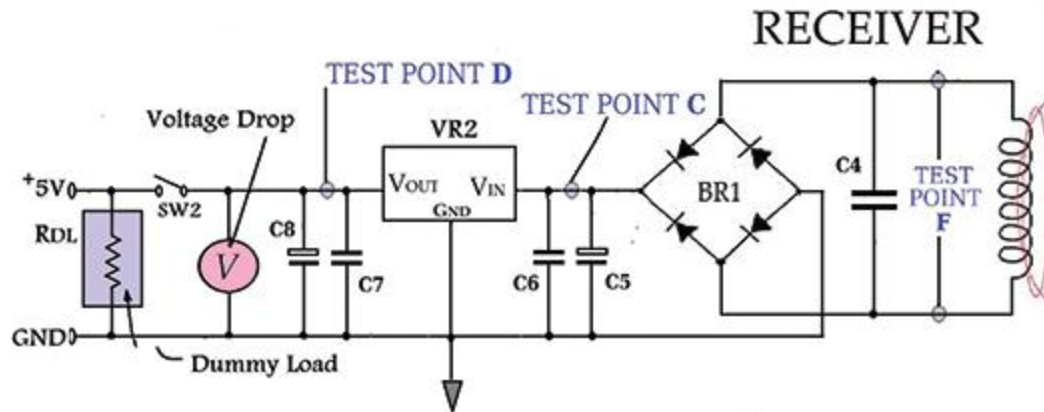 RECEIVER
TEST POINT D
TEST POINT C
Voltage Drop
VR2
+5V
SW2
VOUT
VIN
GND
BR1
C4
TEST
POINT
F
RDL
V
C8
C7
C6
C5
GND
Dummy Load